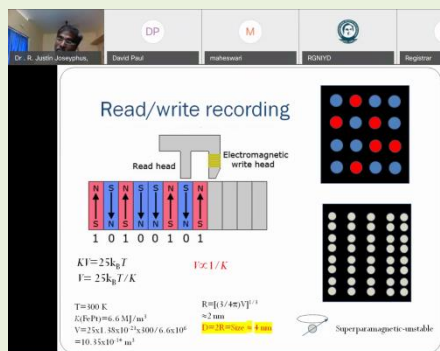 Dr . R. Justin Joseyphus,
DP
David Paul
M
maheswari
RGNIYD
Registrar
Read/write recording
Read head
Electromagnetic
write head
N S N S S N S N
S N S N N S N S
1 0 1 0 0 1 0 1
KV=25k_BT
V= 25k_BT/K
V∝1/K
T=300 K
K(FePt)=6.6 MJ/m³
V=25x1.38x10⁻²³x300/6.6x10⁶
=10.35x10⁻²⁶ m³
R=[(3/4π)V]^1/3
≈2 nm
D=2R=Size ≈ 4 nm
Superparamagnetic-unstable